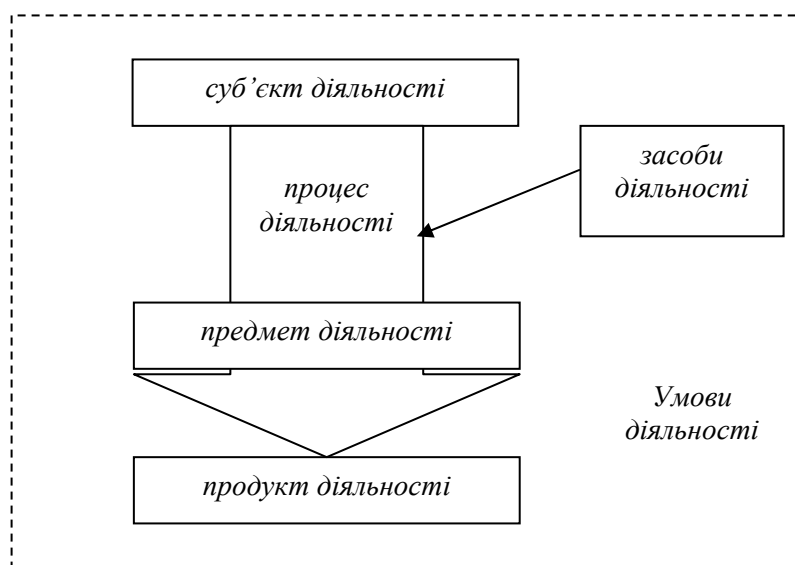 суб’єкт діяльності
процес
діяльності
засоби
діяльності
предмет діяльності
Умови
діяльності
продукт діяльності